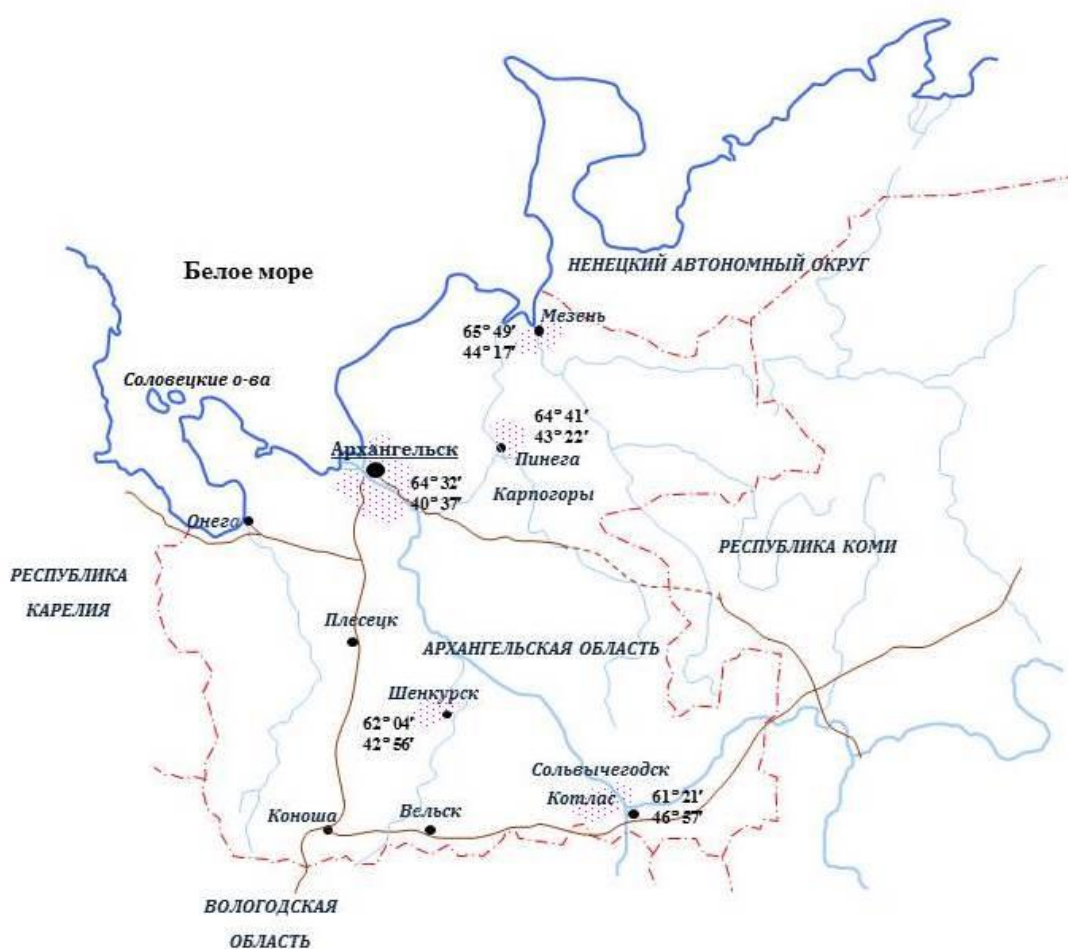 НЕНЕЦКИЙ АВТОНОМНЫЙ ОКРУГ
Белое море
Мезень
65° 49′
44° 17′
Соловецкие о-ва
64° 41′
43° 22′
Пинега
Архангельск
64° 32′
40° 37′
Карпогоры
Онега
РЕСПУБЛИКА КОМИ
РЕСПУБЛИКА
КАРЕЛИЯ
Плесецк
АРХАНГЕЛЬСКАЯ ОБЛАСТЬ
Шенкурск
62° 04′
42° 56′
Сольвычегодск
Котлас
61° 21′
46° 57′
Коноша
Вельск
ВОЛОГОДСКАЯ
ОБЛАСТЬ